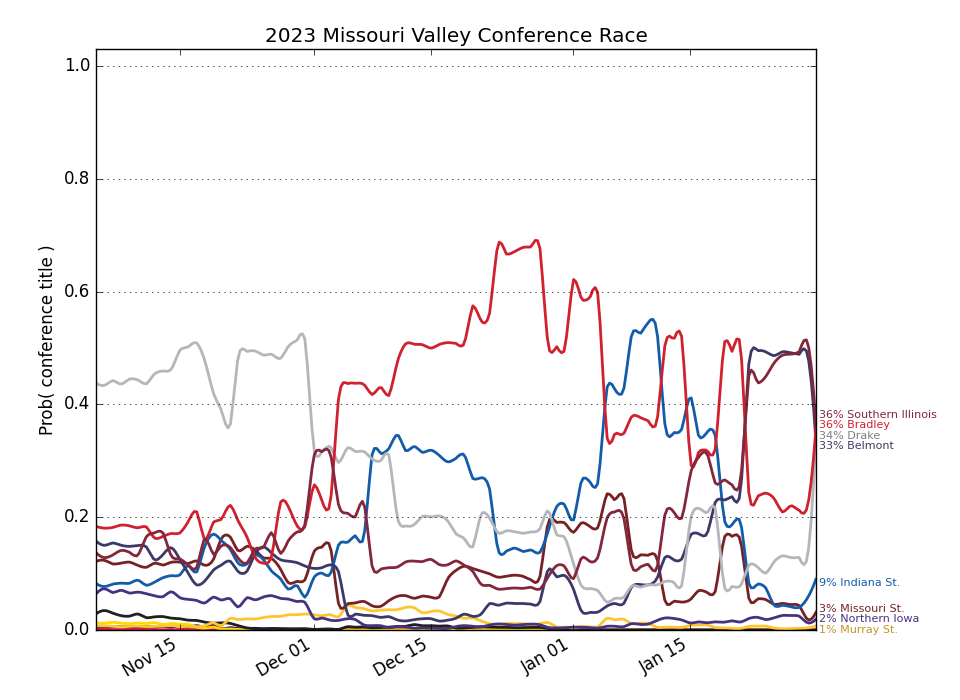 2023 Missouri Valley Conference Race
Prob( conference title )
1.0
0.8
0.6
0.4
0.2
0.0
Nov 15
Dec 01
Dec 15
Jan 01
Jan 15
36% Southern Illinois
36% Bradley
34% Drake
33% Belmont
9% Indiana St.
3% Missouri St.
2% Northern Iowa
1% Murray St.